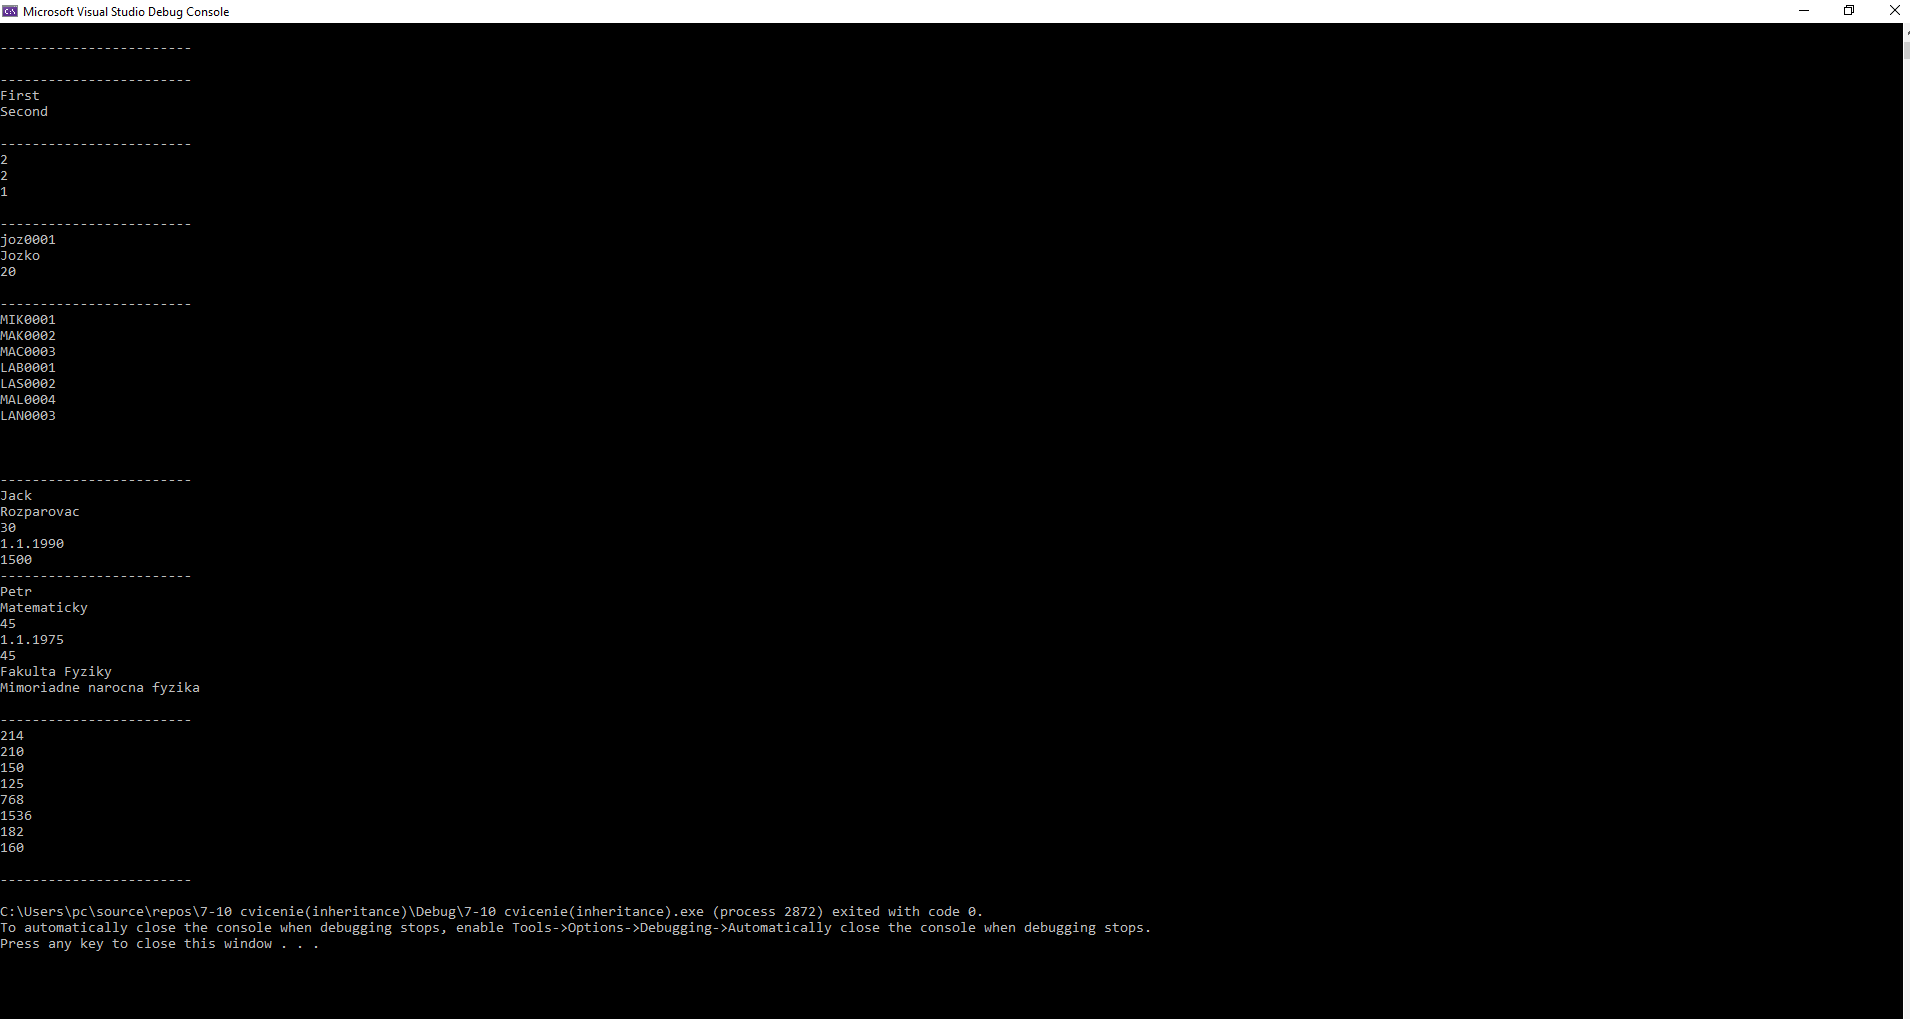 Microsoft Visual Studio Debug Console
------------------------
------------------------
First
Second
------------------------
2
2
1
------------------------
joz0001
Jozko
20
------------------------
MIK0001
MAK0002
MAC0003
LAB0001
LAS0002
MAL0004
LAN0003
------------------------
Jack
Rozparovac
30
1.1.1990
1500
------------------------
Petr
Matematicky
45
1.1.1975
45
Fakulta Fyziky
Mimoriadne narocna fyzika
------------------------
214
210
150
125
768
1536
182
160
------------------------
C:\Users\pc\source\repos\7-10 cvicenie(inheritance)\Debug\7-10 cvicenie(inheritance).exe (process 2872) exited with code 0.
To automatically close the console when debugging stops, enable Tools->Options->Debugging->Automatically close the console when debugging stops.
Press any key to close this window . . .